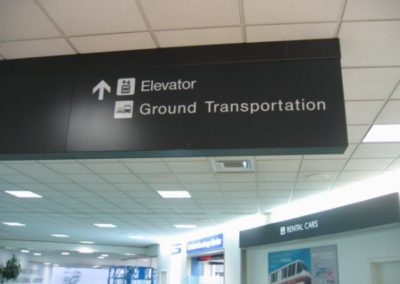 Elevator
Ground Transportation
RENTAL CARS